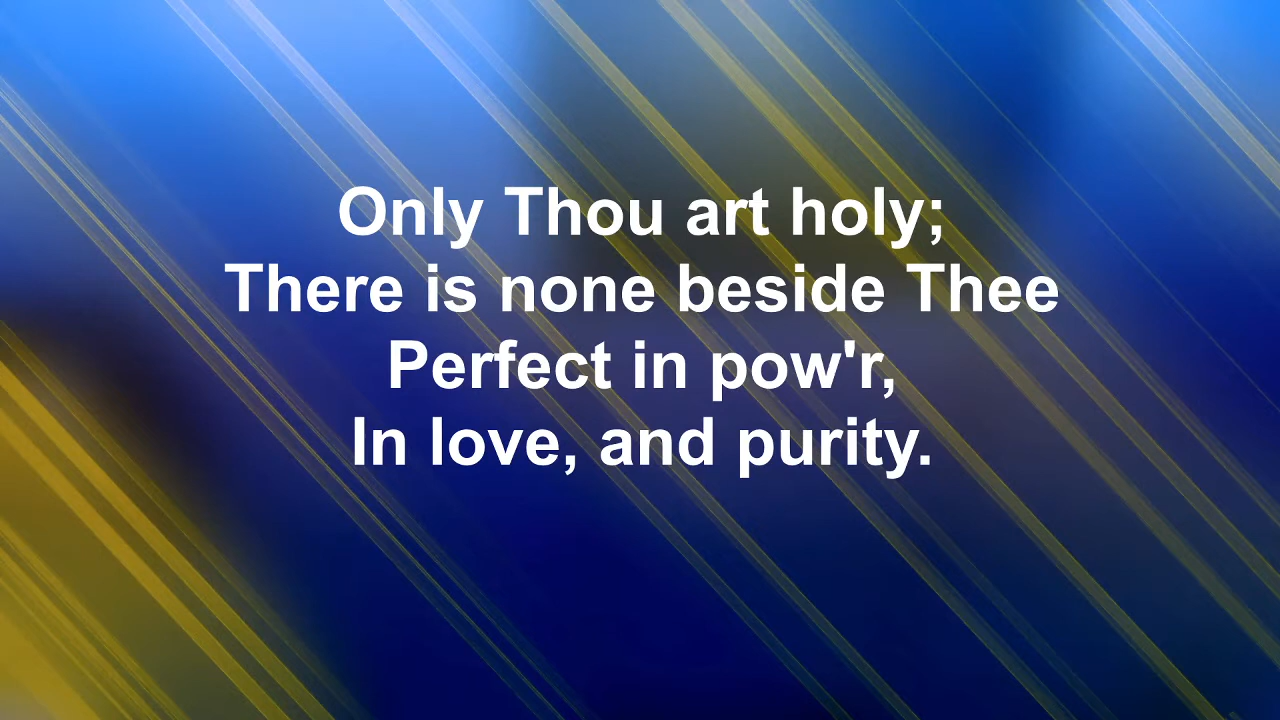 Only Thou art holy;
There is none beside Thee
Perfect in pow'r,
In love, and purity.